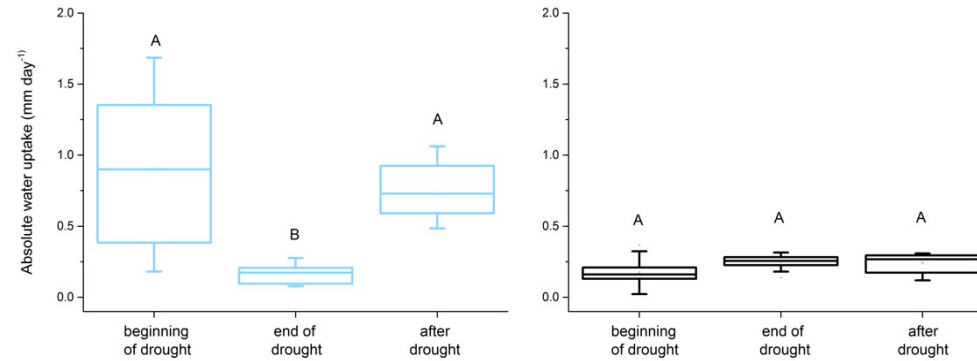 Absolute water uptake (mm day⁻¹)
2.0
1.5
1.0
0.5
0.0
A
B
A
beginning
of drought
end of
drought
after
drought
2.0
1.5
1.0
0.5
0.0
A
A
A
beginning
of drought
end of
drought
after
drought